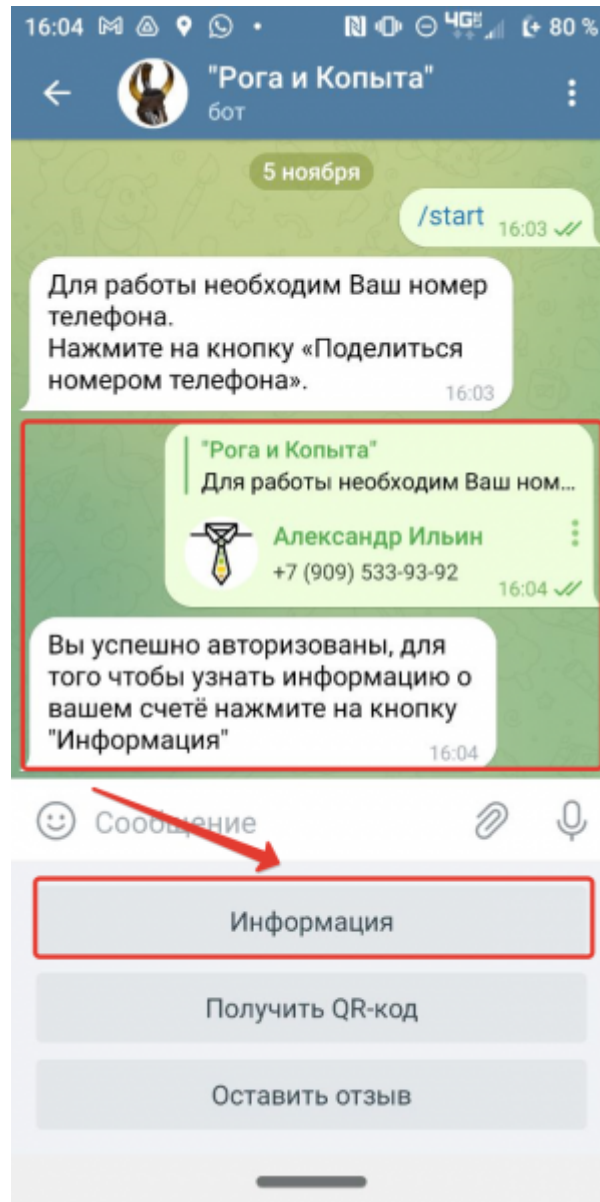 16:04
4G
80 %
"Рога и Копыта"
бот
5 ноября
/start
16:03
Для работы необходим Ваш номер
телефона.
Нажмите на кнопку «Поделиться
номером телефона».
16:03
"Рога и Копыта"
Для работы необходим Ваш ном...
Александр Ильин
+7 (909) 533-93-92
16:04
Вы успешно авторизованы, для
того чтобы узнать информацию о
вашем счетё нажмите на кнопку
"Информация"
16:04
Сообщение
Информация
Получить QR-код
Оставить отзыв